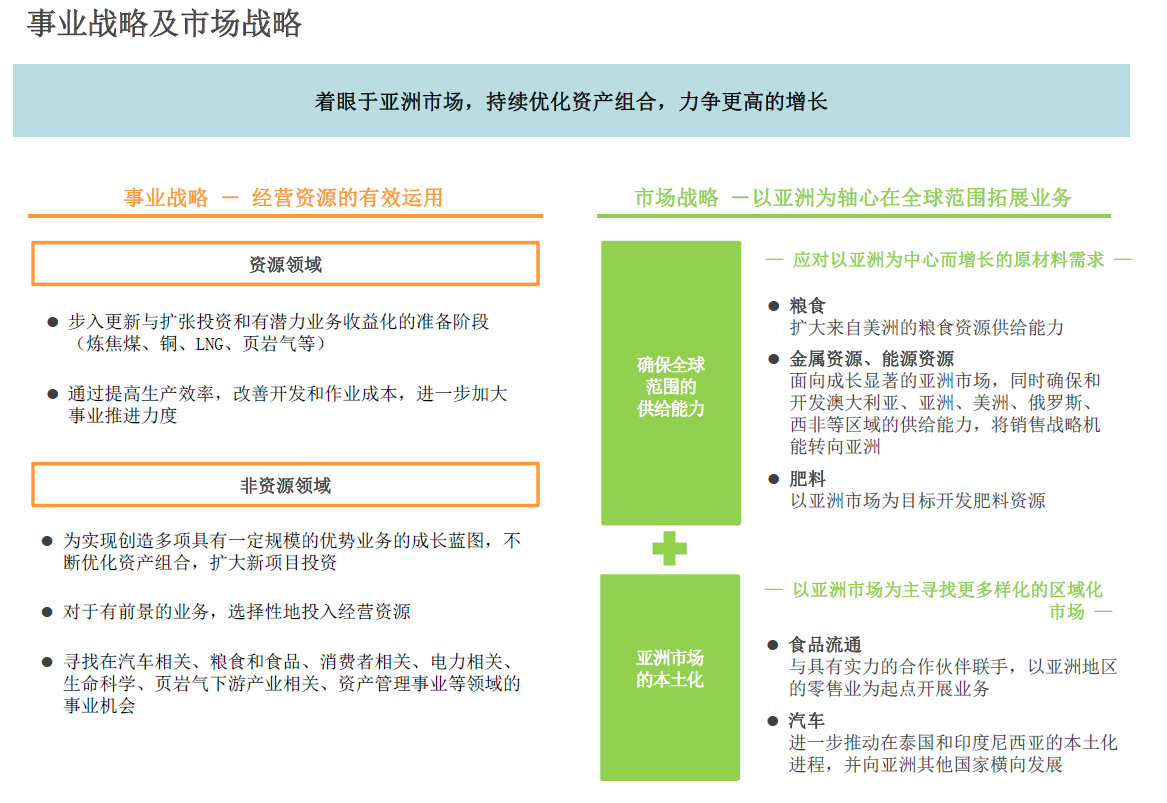 事业战略及市场战略
着眼于亚洲市场，持续优化资产组合，力争更高的增长
事业战略 － 经营资源的有效运用
资源领域
● 步入更新与扩张投资和有潜力业务收益化的准备阶段
（炼焦煤、铜、LNG、页岩气等）
● 通过提高生产效率，改善开发和作业成本，进一步加大
事业推进力度
非资源领域
● 为实现创造多项具有一定规模的优势业务的成长蓝图，不
断优化资产组合，扩大新项目投资
● 对于有前景的业务，选择性地投入经营资源
● 寻找在汽车相关、粮食和食品、消费者相关、电力相关、
生命科学、页岩气下游产业相关、资产管理事业等领域的
事业机会
市场战略 －以亚洲为轴心在全球范围拓展业务
确保全球
范围的
供给能力
— 应对以亚洲为中心而增长的原材料需求 —
● 粮食
扩大来自美洲的粮食资源供给能力
● 金属资源、能源资源
面向成长显著的亚洲市场，同时确保和
开发澳大利亚、亚洲、美洲、俄罗斯、
西非等区域的供给能力，将销售战略机
能转向亚洲
● 肥料
以亚洲市场为目标开发肥料资源
亚洲市场
的本土化
— 以亚洲市场为主寻找更多样化的区域化
市场 —
● 食品流通
与具有实力的合作伙伴联手，以亚洲地区
的零售业为起点开展业务
● 汽车
进一步推动在泰国和印度尼西亚的本土化
进程，并向亚洲其他国家横向发展